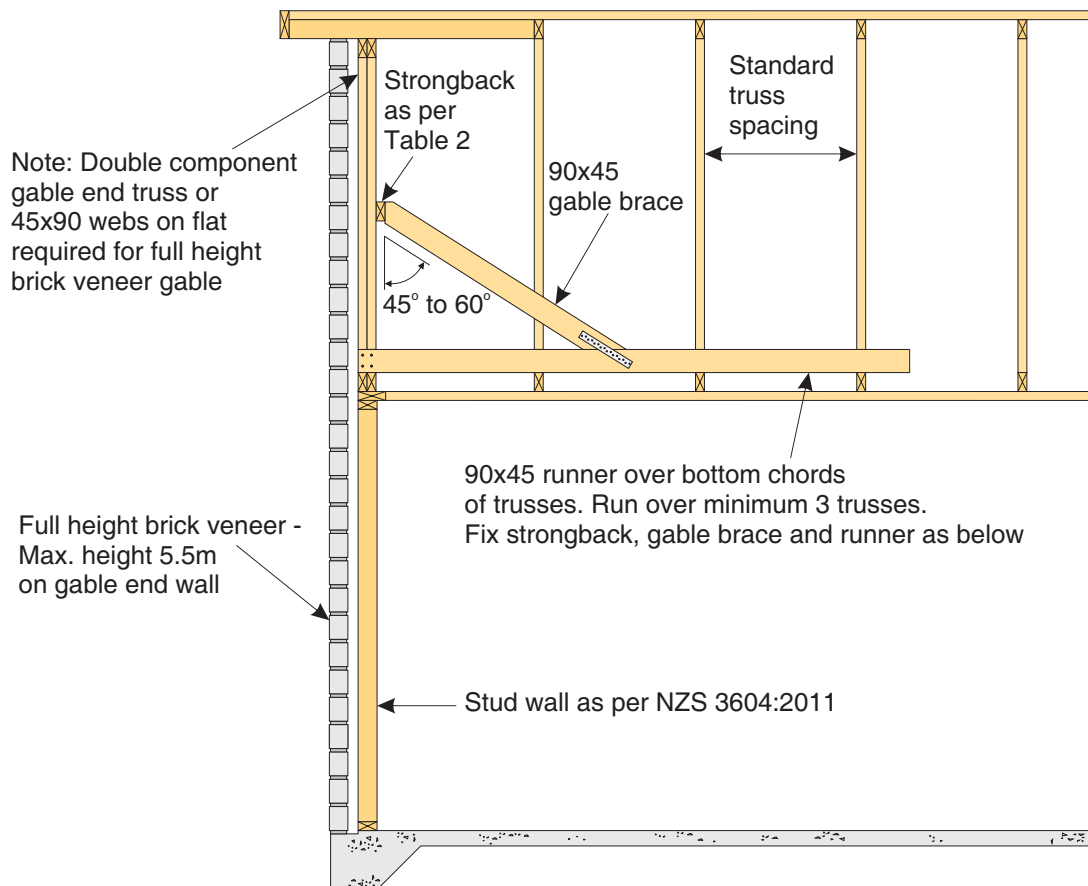 Strongback
as per
Table 2
Standard
truss
spacing
Note: Double component
gable end truss or
45x90 webs on flat
required for full height
brick veneer gable
90x45
gable brace
45° to 60°
90x45 runner over bottom chords
of trusses. Run over minimum 3 trusses.
Fix strongback, gable brace and runner as below
Full height brick veneer -
Max. height 5.5m
on gable end wall
Stud wall as per NZS 3604:2011